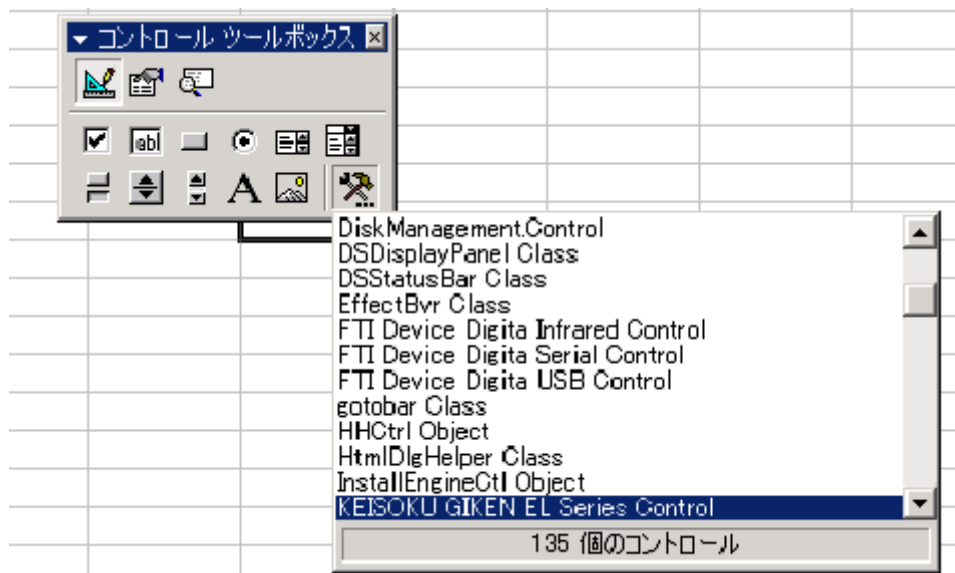 コントロール ツールボックス
abl
A
DiskManagement.Control
DSDisplayPanel Class
DSStatusBar Class
EffectBvr Class
FTI Device Digita Infrared Control
FTI Device Digita Serial Control
FTI Device Digita USB Control
gotobar Class
HHCtrl Object
HtmlDlgHelper Class
InstallEngineCtl Object
KEISOKU GIKEN EL Series Control
135 個のコントロール